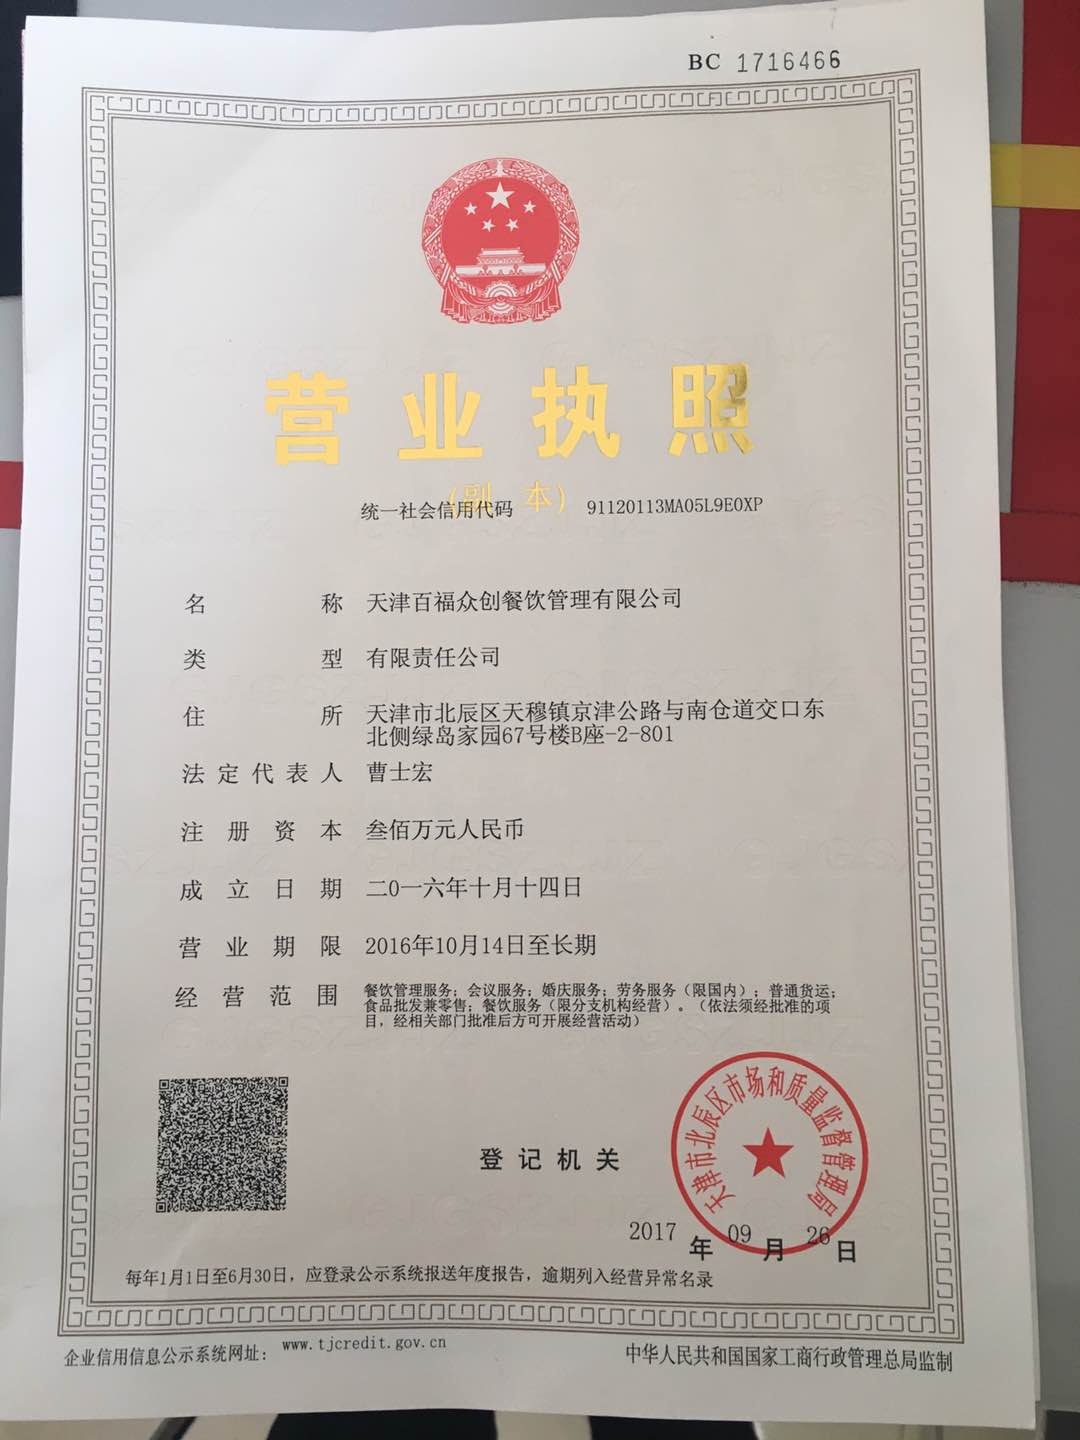 BC 1716466
营业执照
(副 本)
统一社会信用代码 91120113MA05L9E0XP
名称 天津百福众创餐饮管理有限公司
类型 有限责任公司
住所 天津市北辰区天穆镇京津公路与南仓道交口东
北侧绿岛家园67号楼B座-2-801
法定代表人 曹士宏
注册资本 叁佰万元人民币
成立日期 二0一六年十月十四日
营业期限 2016年10月14日至长期
经营范围 餐饮管理服务；会议服务；婚庆服务；劳务服务（限国内）；普通货运；
食品批发兼零售；餐饮服务（限分支机构经营）。（依法须经批准的项
目，经相关部门批准后方可开展经营活动）
天津市北辰区市场和质量监督管理局
登记机关
2017年09月26日
每年1月1日至6月30日，应登录公示系统报送年度报告，逾期列入经营异常名录
企业信用信息公示系统网址： www.tjcredit.gov.cn
中华人民共和国国家工商行政管理总局监制